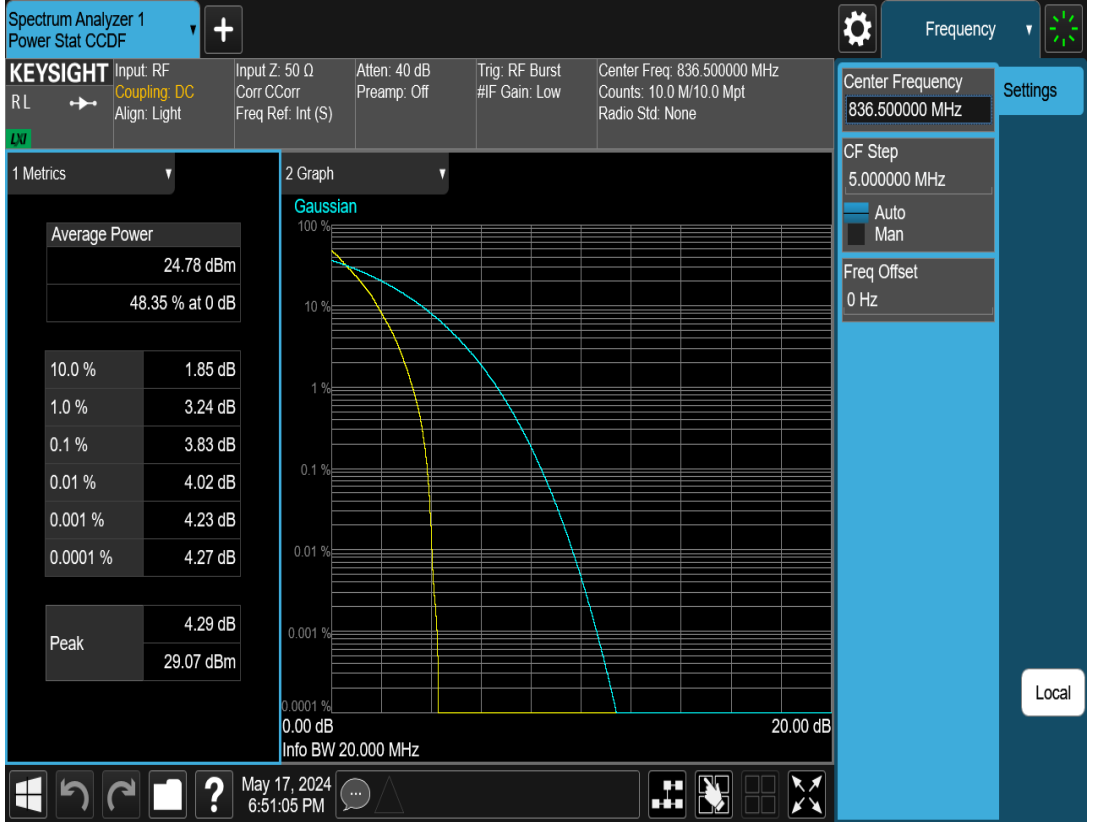 Spectrum Analyzer 1
Power Stat CCDF
+
Frequency
KEYSIGHT
RL
LXI
Input: RF
Coupling: DC
Align: Light
Input Z: 50 Ω
Corr CCorr
Freq Ref: Int (S)
Atten: 40 dB
Preamp: Off
Trig: RF Burst
#IF Gain: Low
Center Freq: 836.500000 MHz
Counts: 10.0 M/10.0 Mpt
Radio Std: None
Center Frequency
836.500000 MHz
Settings
CF Step
5.000000 MHz
Auto
Man
Freq Offset
0 Hz
1 Metrics
Average Power
24.78 dBm
48.35 % at 0 dB
10.0 % 1.85 dB
1.0 % 3.24 dB
0.1 % 3.83 dB
0.01 % 4.02 dB
0.001 % 4.23 dB
0.0001 % 4.27 dB
Peak
4.29 dB
29.07 dBm
2 Graph
Gaussian
100 %
10 %
1 %
0.1 %
0.01 %
0.001 %
0.0001 %
0.00 dB 20.00 dB
Info BW 20.000 MHz
Local
?
May 17, 2024
6:51:05 PM